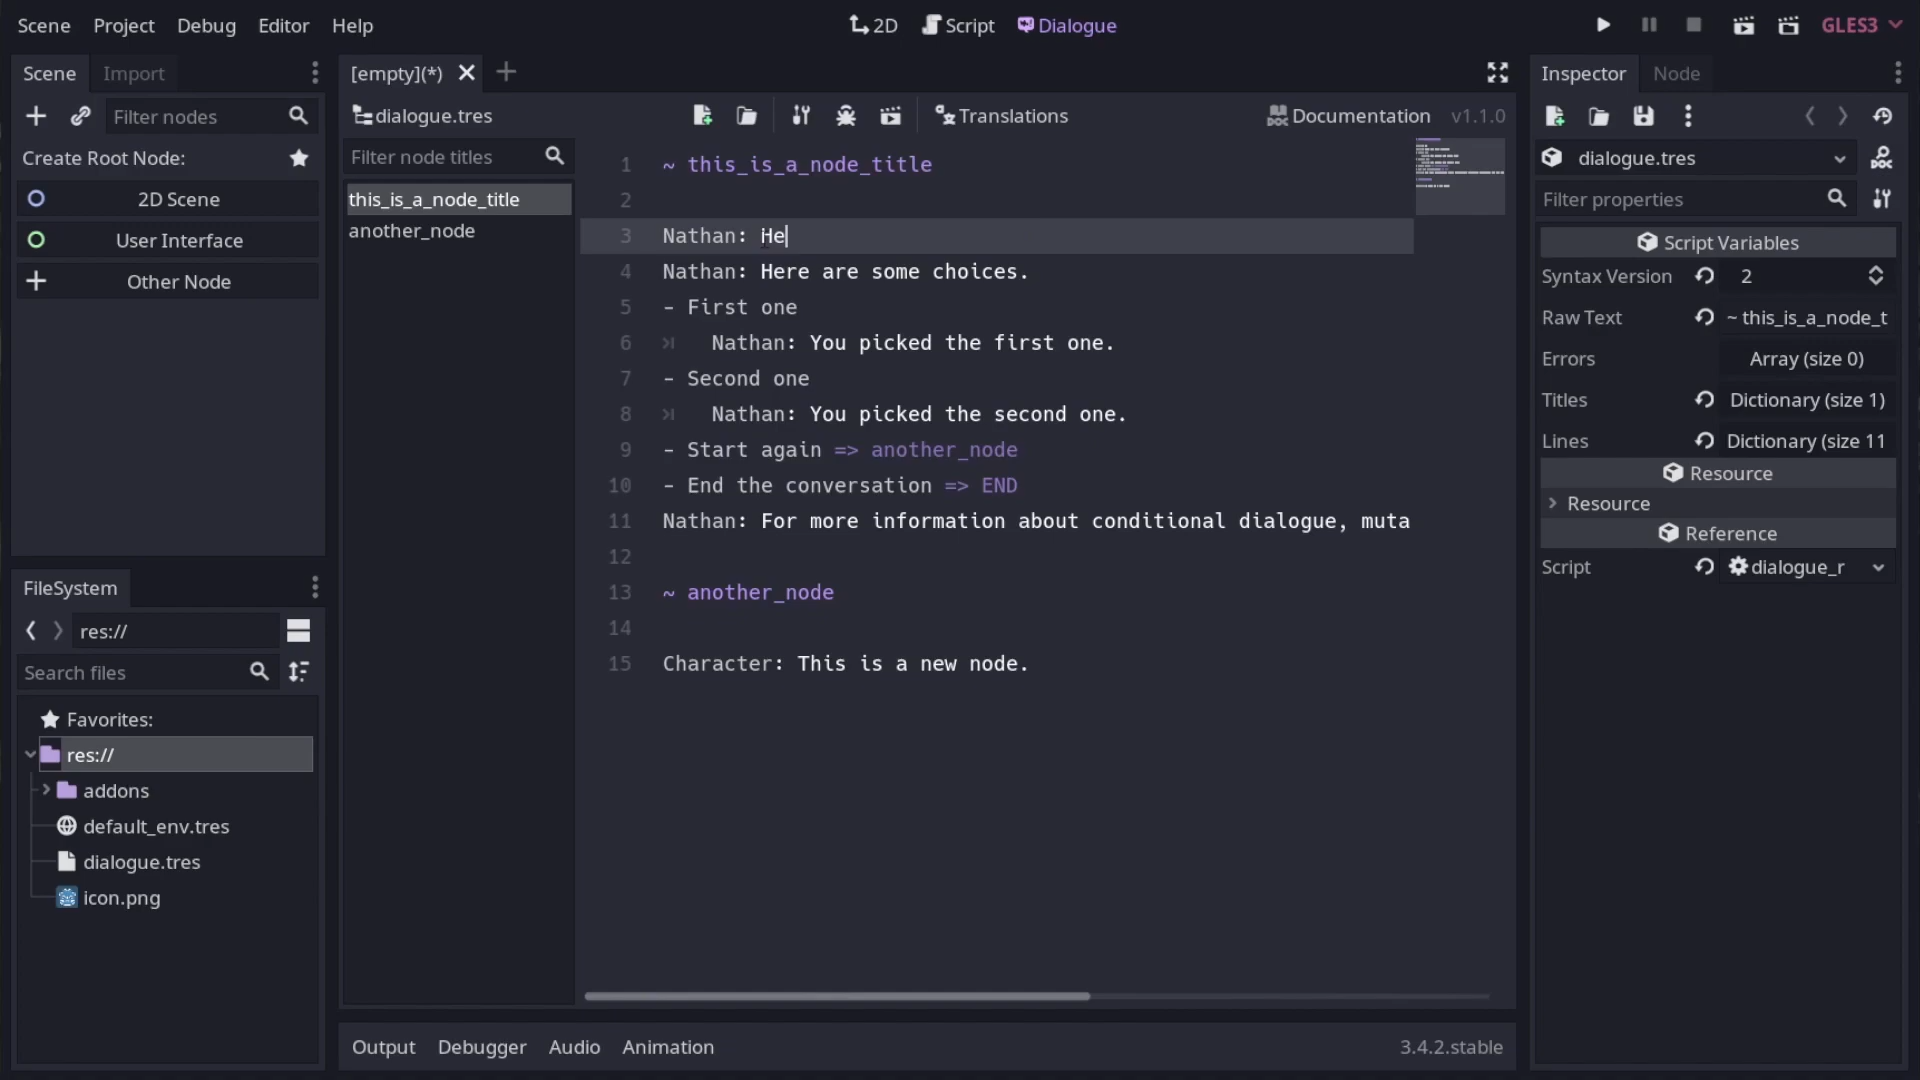 Scene Project Debug Editor Help
2D Script Dialogue
GLES3
Scene Import
Filter nodes
Create Root Node:
2D Scene
User Interface
Other Node
FileSystem
res://
Search files
Favorites:
res://
addons
default_env.tres
dialogue.tres
icon.png
[empty](*)
dialogue.tres
Translations
Documentation v1.1.0
Filter node titles
this_is_a_node_title
another_node
1 ~ this_is_a_node_title
2
3 Nathan: He
4 Nathan: Here are some choices.
5 - First one
6 Nathan: You picked the first one.
7 - Second one
8 Nathan: You picked the second one.
9 - Start again => another_node
10 - End the conversation => END
11 Nathan: For more information about conditional dialogue, muta
12
13 ~ another_node
14
15 Character: This is a new node.
Output Debugger Audio Animation
3.4.2.stable
Inspector Node
dialogue.tres
Filter properties
Script Variables
Syntax Version 2
Raw Text ~ this_is_a_node_t
Errors Array (size 0)
Titles Dictionary (size 1)
Lines Dictionary (size 11
Resource
Resource
Reference
Script dialogue_r